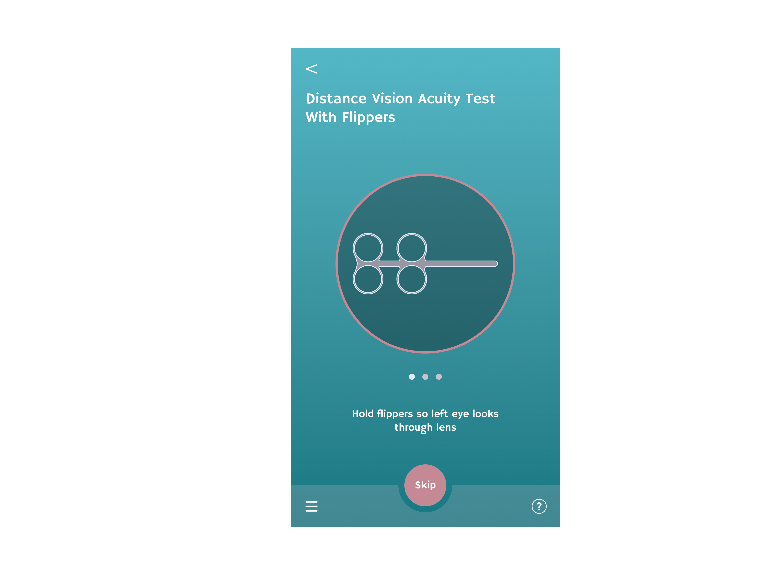 <
Distance Vision Acuity Test
With Flippers
Hold flippers so left eye looks
through lens
Skip
?